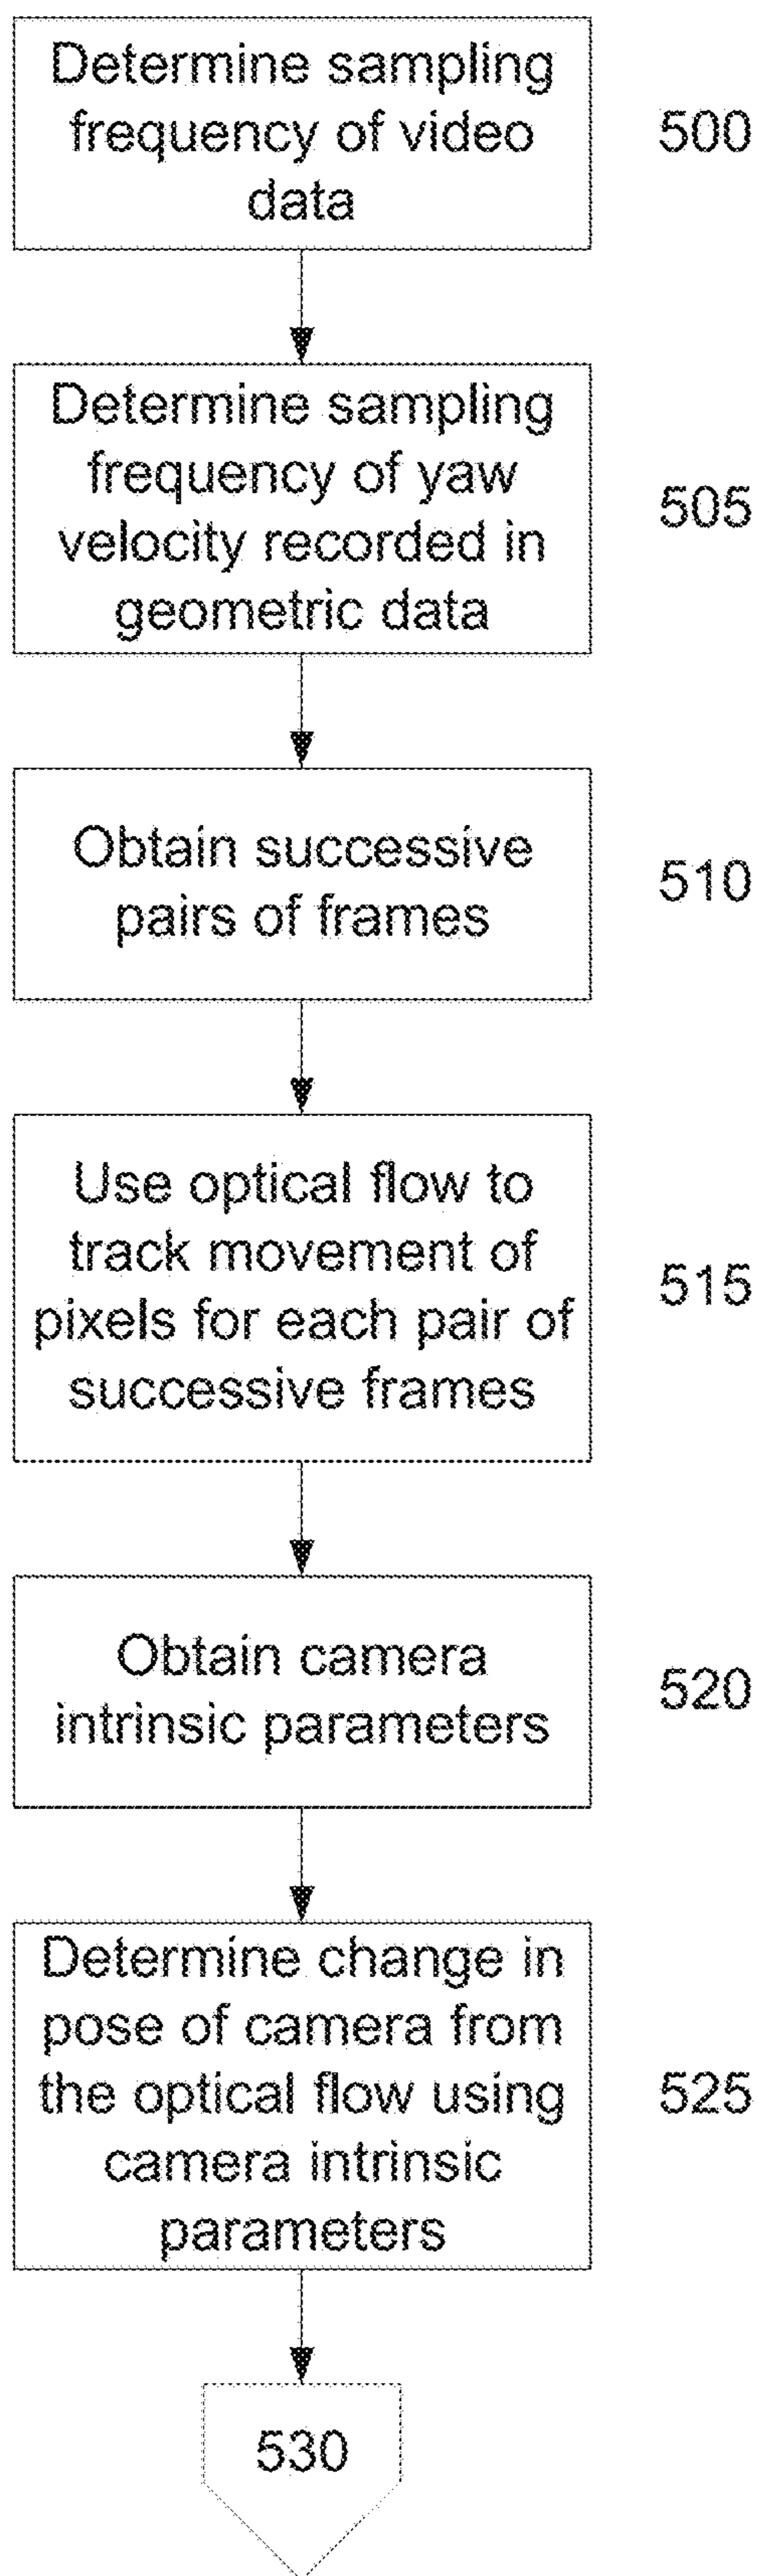 Determine sampling
frequency of video
data
500
Determine sampling
frequency of yaw
velocity recorded in
geometric data
505
Obtain successive
pairs of frames
510
Use optical flow to
track movement of
pixels for each pair of
successive frames
515
Obtain camera
intrinsic parameters
520
Determine change in
pose of camera from
the optical flow using
camera intrinsic
parameters
525
530